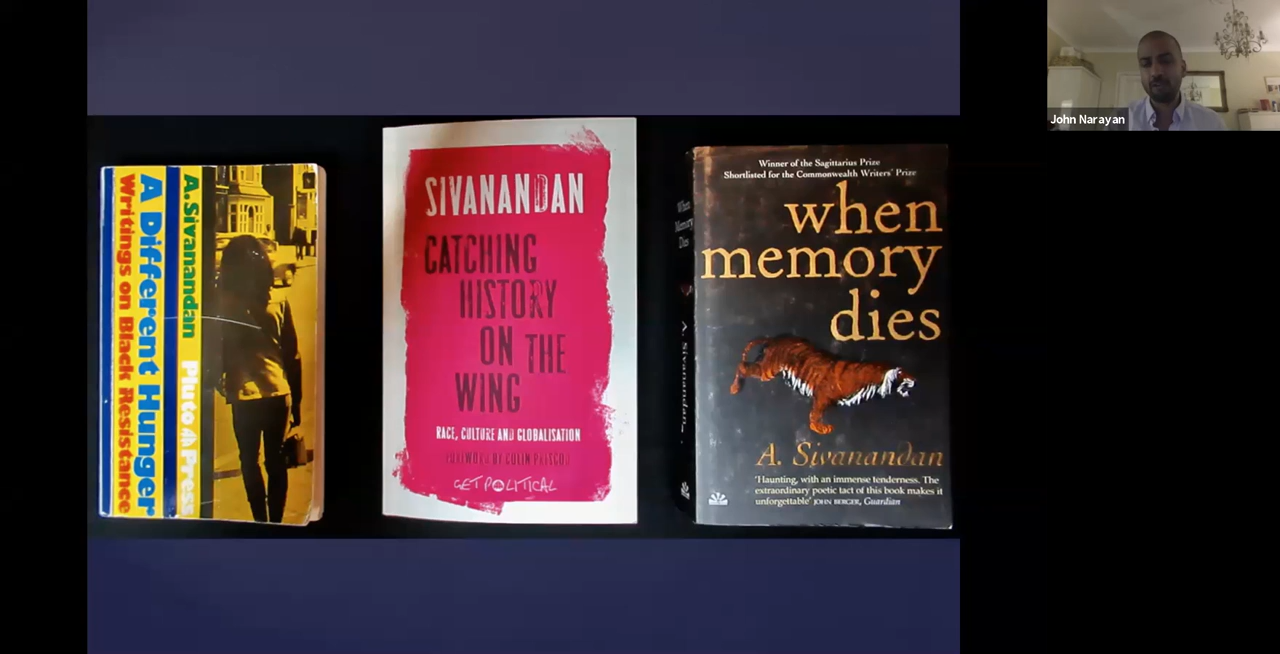 A. Sivanandan Pluto Press
A Different Hunger
Writings on Black Resistance
SIVANANDAN
CATCHING
HISTORY
ON THE
WING
RACE, CULTURE AND GLOBALISATION
FOREWORD BY COLIN PRESCOD
GET POLITICAL
When
Memory
Dies
A. Sivanandan
Winner of the Sagittarius Prize
Shortlisted for the Commonwealth Writers' Prize
when
memory
dies
A. Sivanandan
'Haunting, with an immense tenderness. The
extraordinary poetic tact of this book makes it
unforgettable' JOHN BERGER, Guardian
John Narayan